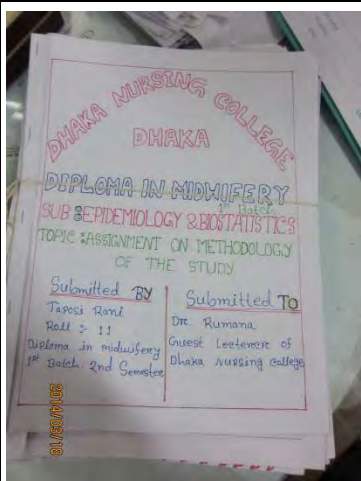 DHAKA NURSING COLLEGE
DHAKA
DIPLOMA IN MIDWIFERY
1st Batch
SUB : EPIDEMIOLOGY & BIOSTATISTICS
TOPIC : ASSIGNMENT ON METHODOLOGY
OF THE STUDY
Submitted BY
Taposi Rani
Roll :- 11
Diploma in midwifery
1st Batch. 2nd Semester
Submitted TO
Dr. Rumana
Guest Lecterer of
Dhaka Nursing College
2014/03/18